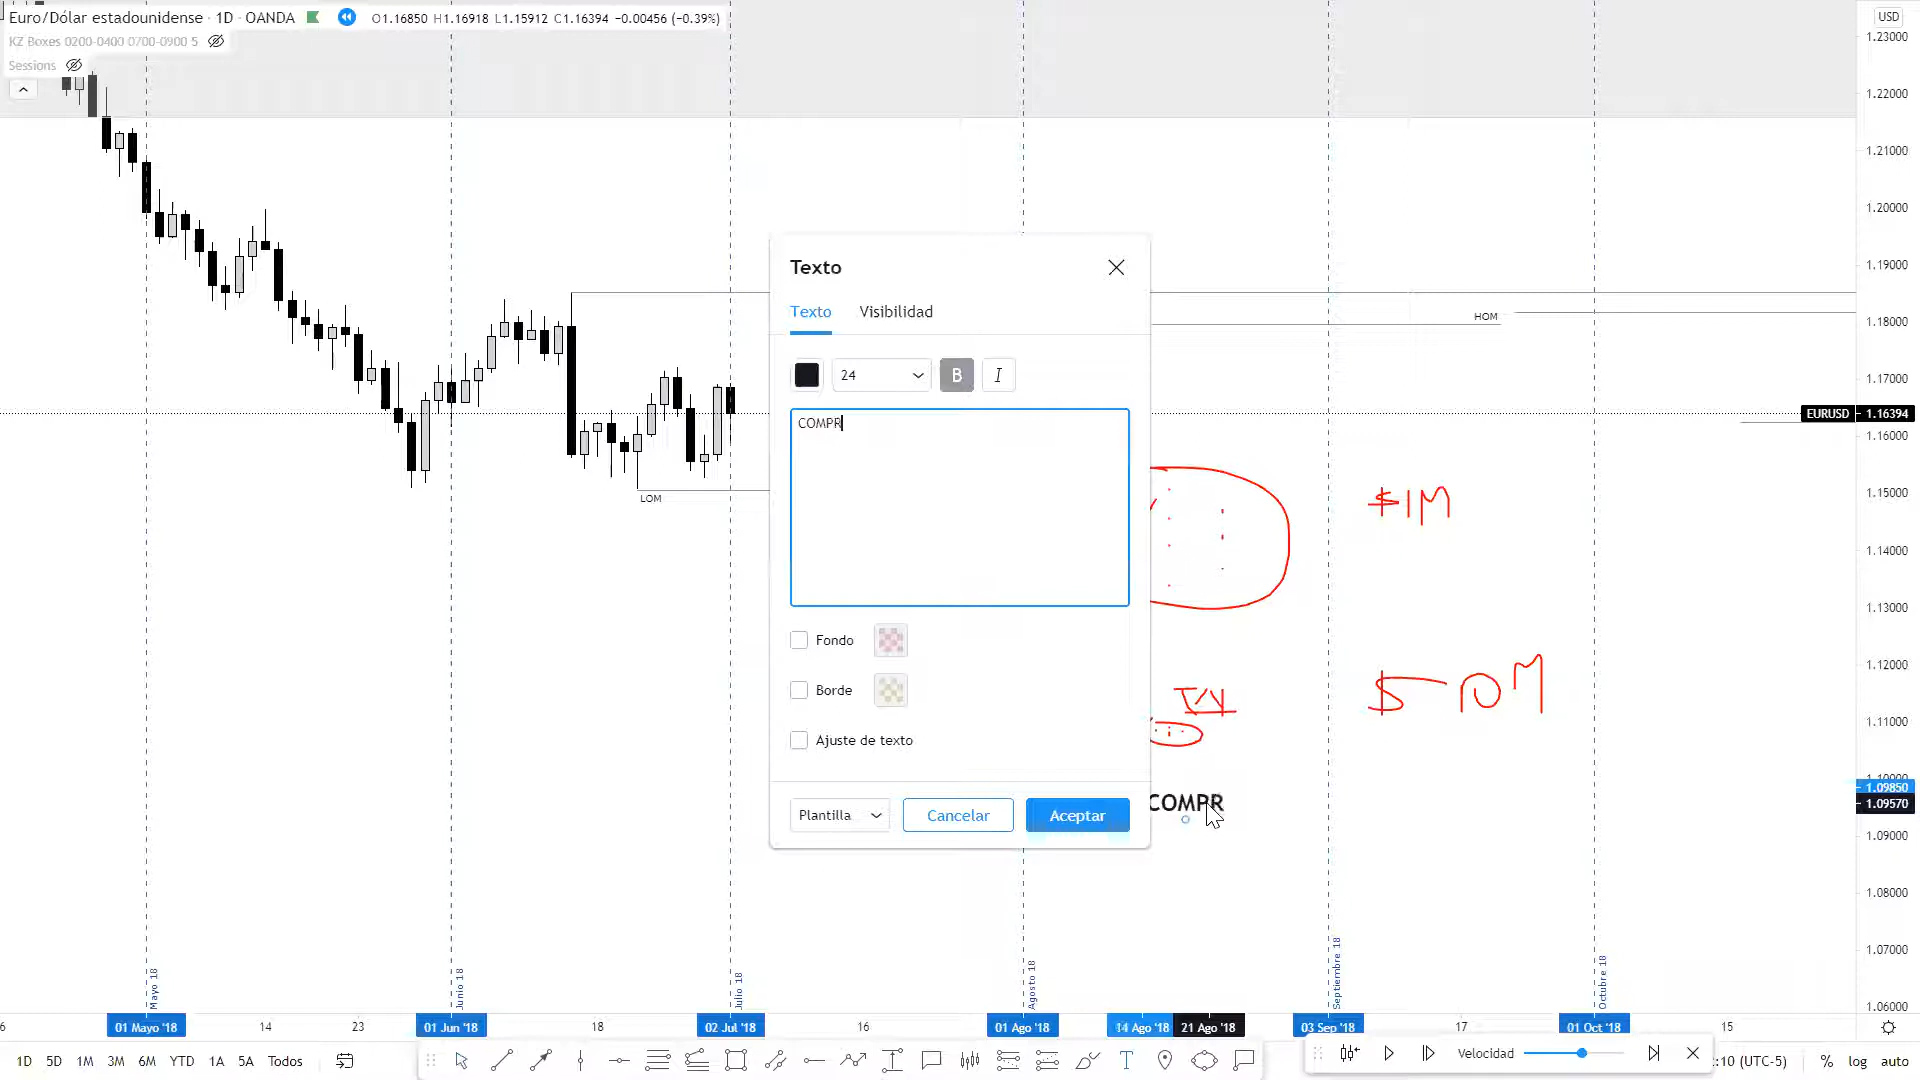 Euro/Dólar estadounidense · 1D · OANDA O1.16850 H1.16918 L1.15912 C1.16394 −0.00456 (−0.39%)
KZ Boxes 0200-0400 0700-0900 5
Sessions
USD
1.23000
1.22000
1.21000
1.20000
1.19000
1.18000
1.17000
EURUSD 1.16394
1.16000
1.15000
1.14000
1.13000
1.12000
1.11000
1.09850
1.09570
1.09000
1.08000
1.07000
1.06000
HOM
LOM
$1M
$ 10M
Texto
Texto Visibilidad
24 B I
COMPR
Fondo
Borde
Ajuste de texto
Plantilla Cancelar Aceptar
COMPR
Mayo 18
Junio 18
Julio 18
Agosto 18
Septiembre 18
Octubre 18
6 01 Mayo '18 14 23 01 Jun '18 18 02 Jul '18 16 01 Ago '18 14 Ago '18 21 Ago '18 03 Sep '18 17 01 Oct '18 15
1D 5D 1M 3M 6M YTD 1A 5A Todos
Velocidad
:10 (UTC-5) % log auto